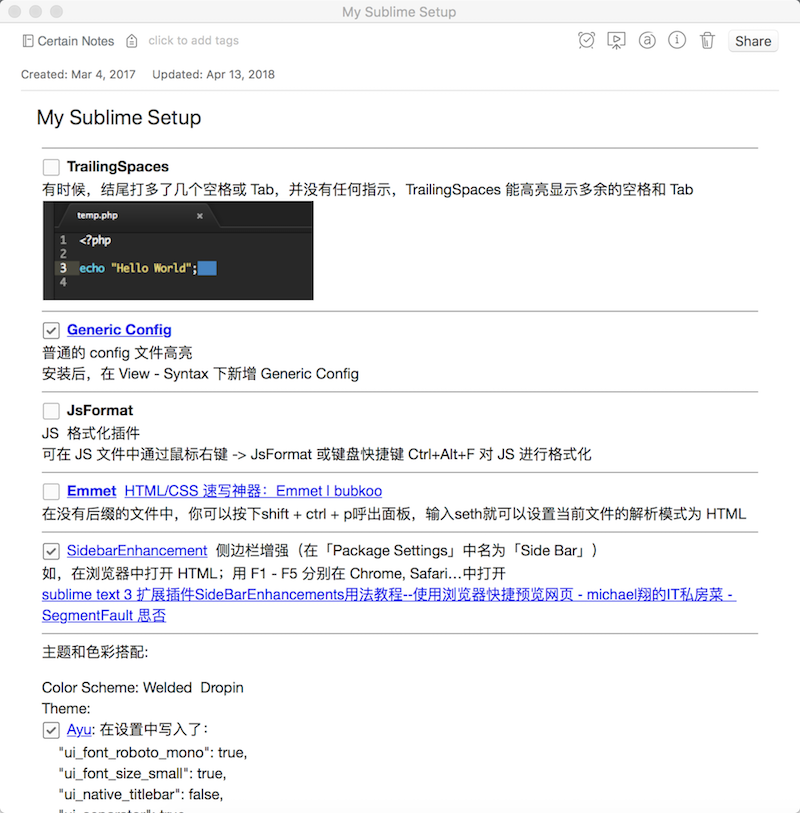 My Sublime Setup
Certain Notes click to add tags Share
Created: Mar 4, 2017 Updated: Apr 13, 2018
My Sublime Setup
TrailingSpaces
有时候，结尾打多了几个空格或 Tab，并没有任何指示，TrailingSpaces 能高亮显示多余的空格和 Tab
temp.php ×
1 <?php
2
3 echo "Hello World";
4
Generic Config
普通的 config 文件高亮
安装后，在 View - Syntax 下新增 Generic Config
JsFormat
JS 格式化插件
可在 JS 文件中通过鼠标右键 -> JsFormat 或键盘快捷键 Ctrl+Alt+F 对 JS 进行格式化
Emmet HTML/CSS 速写神器：Emmet | bubkoo
在没有后缀的文件中，你可以按下shift + ctrl + p呼出面板，输入seth就可以设置当前文件的解析模式为 HTML
SidebarEnhancement 侧边栏增强（在「Package Settings」中名为「Side Bar」）
如，在浏览器中打开 HTML；用 F1 - F5 分别在 Chrome, Safari…中打开
sublime text 3 扩展插件SideBarEnhancements用法教程--使用浏览器快捷预览网页 - michael翔的IT私房菜 -
SegmentFault 思否
主题和色彩搭配:
Color Scheme: Welded Dropin
Theme:
Ayu: 在设置中写入了：
"ui_font_roboto_mono": true,
"ui_font_size_small": true,
"ui_native_titlebar": false,